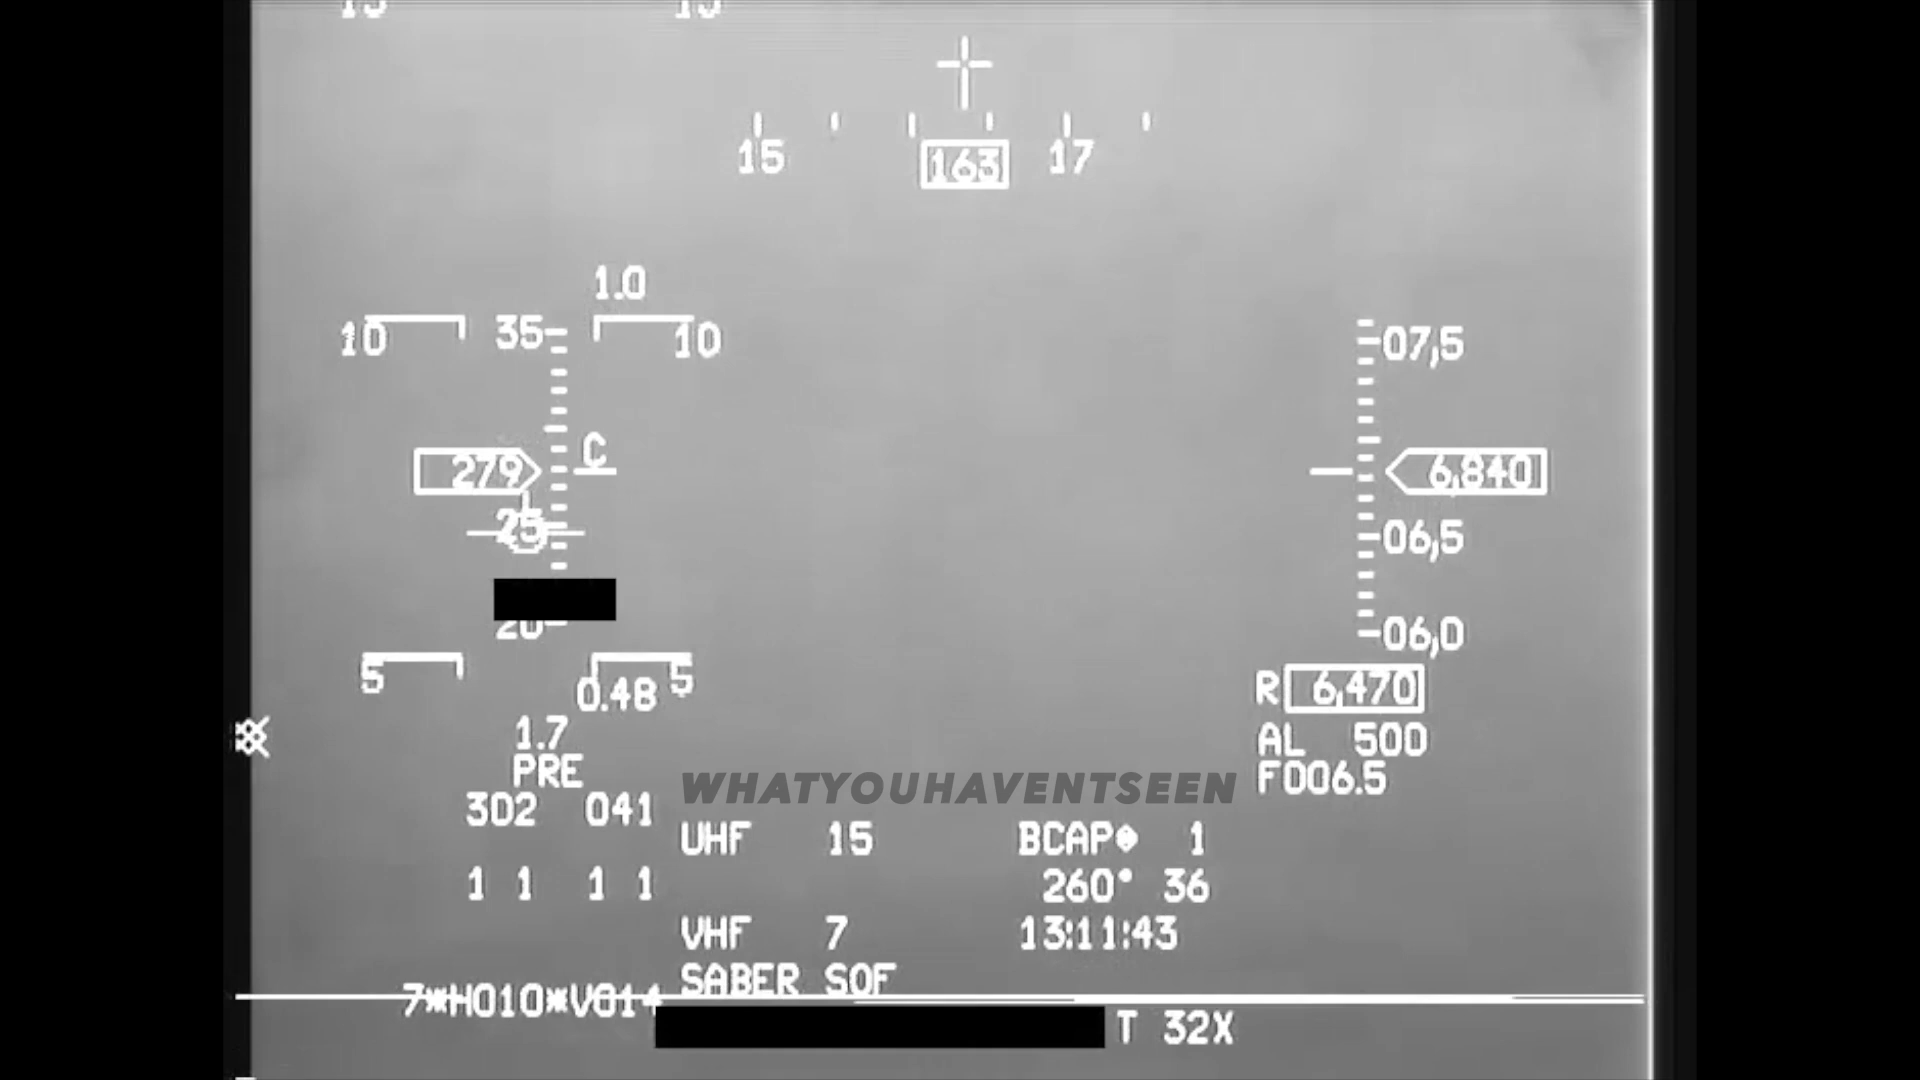 15 15
15 163 17
1.0
10 35 10
07,5
C
279
6,840
25
06,5
20
06,0
5 5
0.48
R 6,470
1.7
AL 500
PRE
F006.5
WHATYOUHAVENTSEEN
302 041
UHF 15 BCAP◆ 1
1 1 1 1
260° 36
VHF 7 13:11:43
SABER SOF
7*H010*V014
T 32X